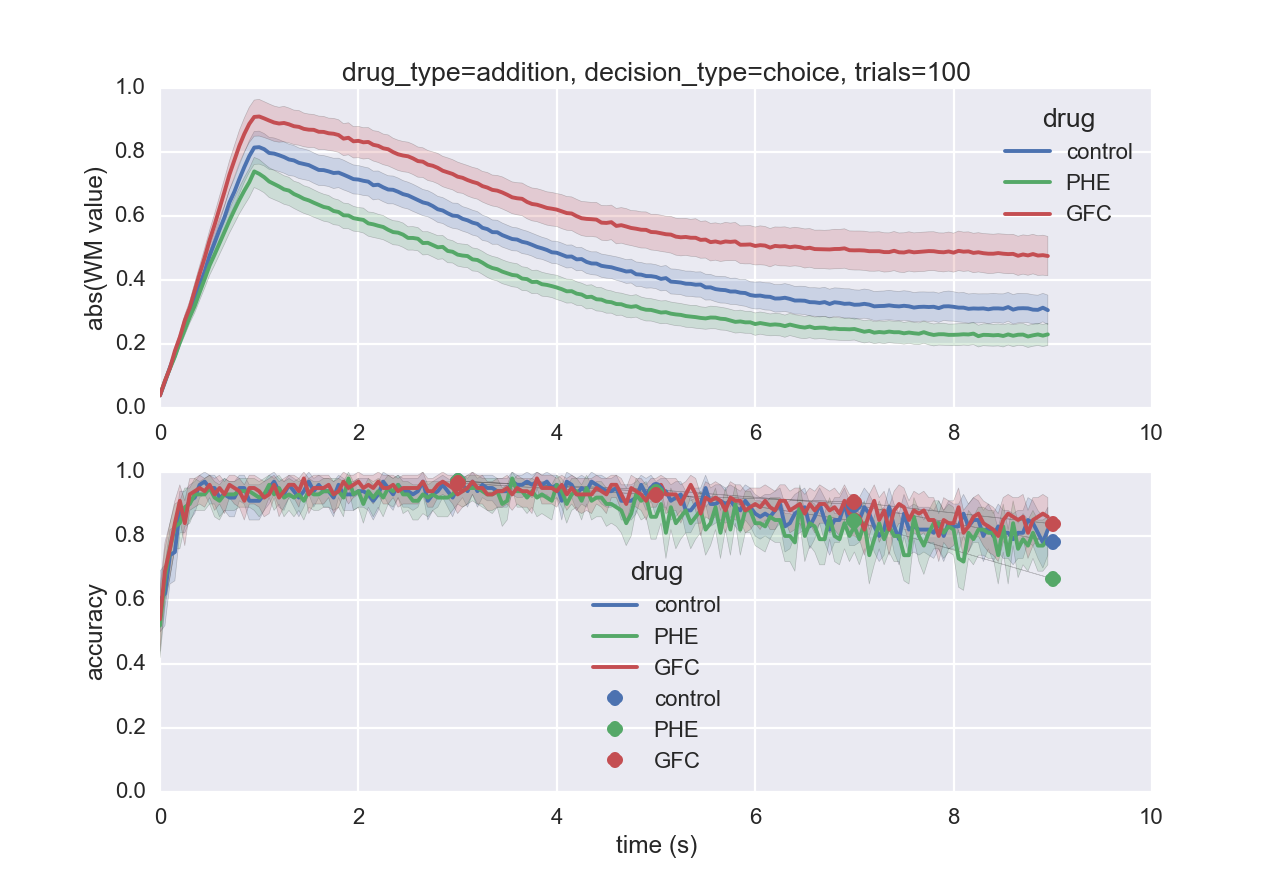 drug_type=addition, decision_type=choice, trials=100
1.0
0.8
0.6
0.4
0.2
0.0
abs(WM value)
drug
control
PHE
GFC
0 2 4 6 8 10
1.0
0.8
0.6
0.4
0.2
0.0
accuracy
drug
control
PHE
GFC
control
PHE
GFC
0 2 4 6 8 10
time (s)